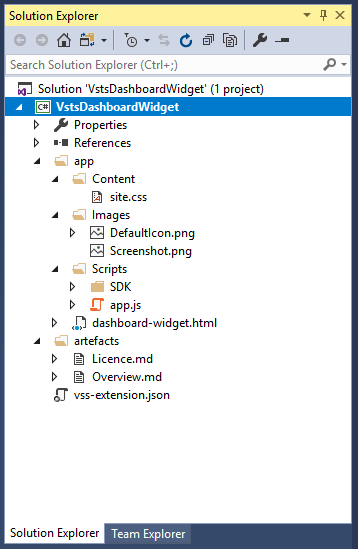 Solution Explorer
Search Solution Explorer (Ctrl+;)
Solution 'VstsDashboardWidget' (1 project)
C# VstsDashboardWidget
Properties
References
app
Content
site.css
Images
DefaultIcon.png
Screenshot.png
Scripts
SDK
app.js
dashboard-widget.html
artefacts
Licence.md
Overview.md
vss-extension.json
Solution Explorer Team Explorer